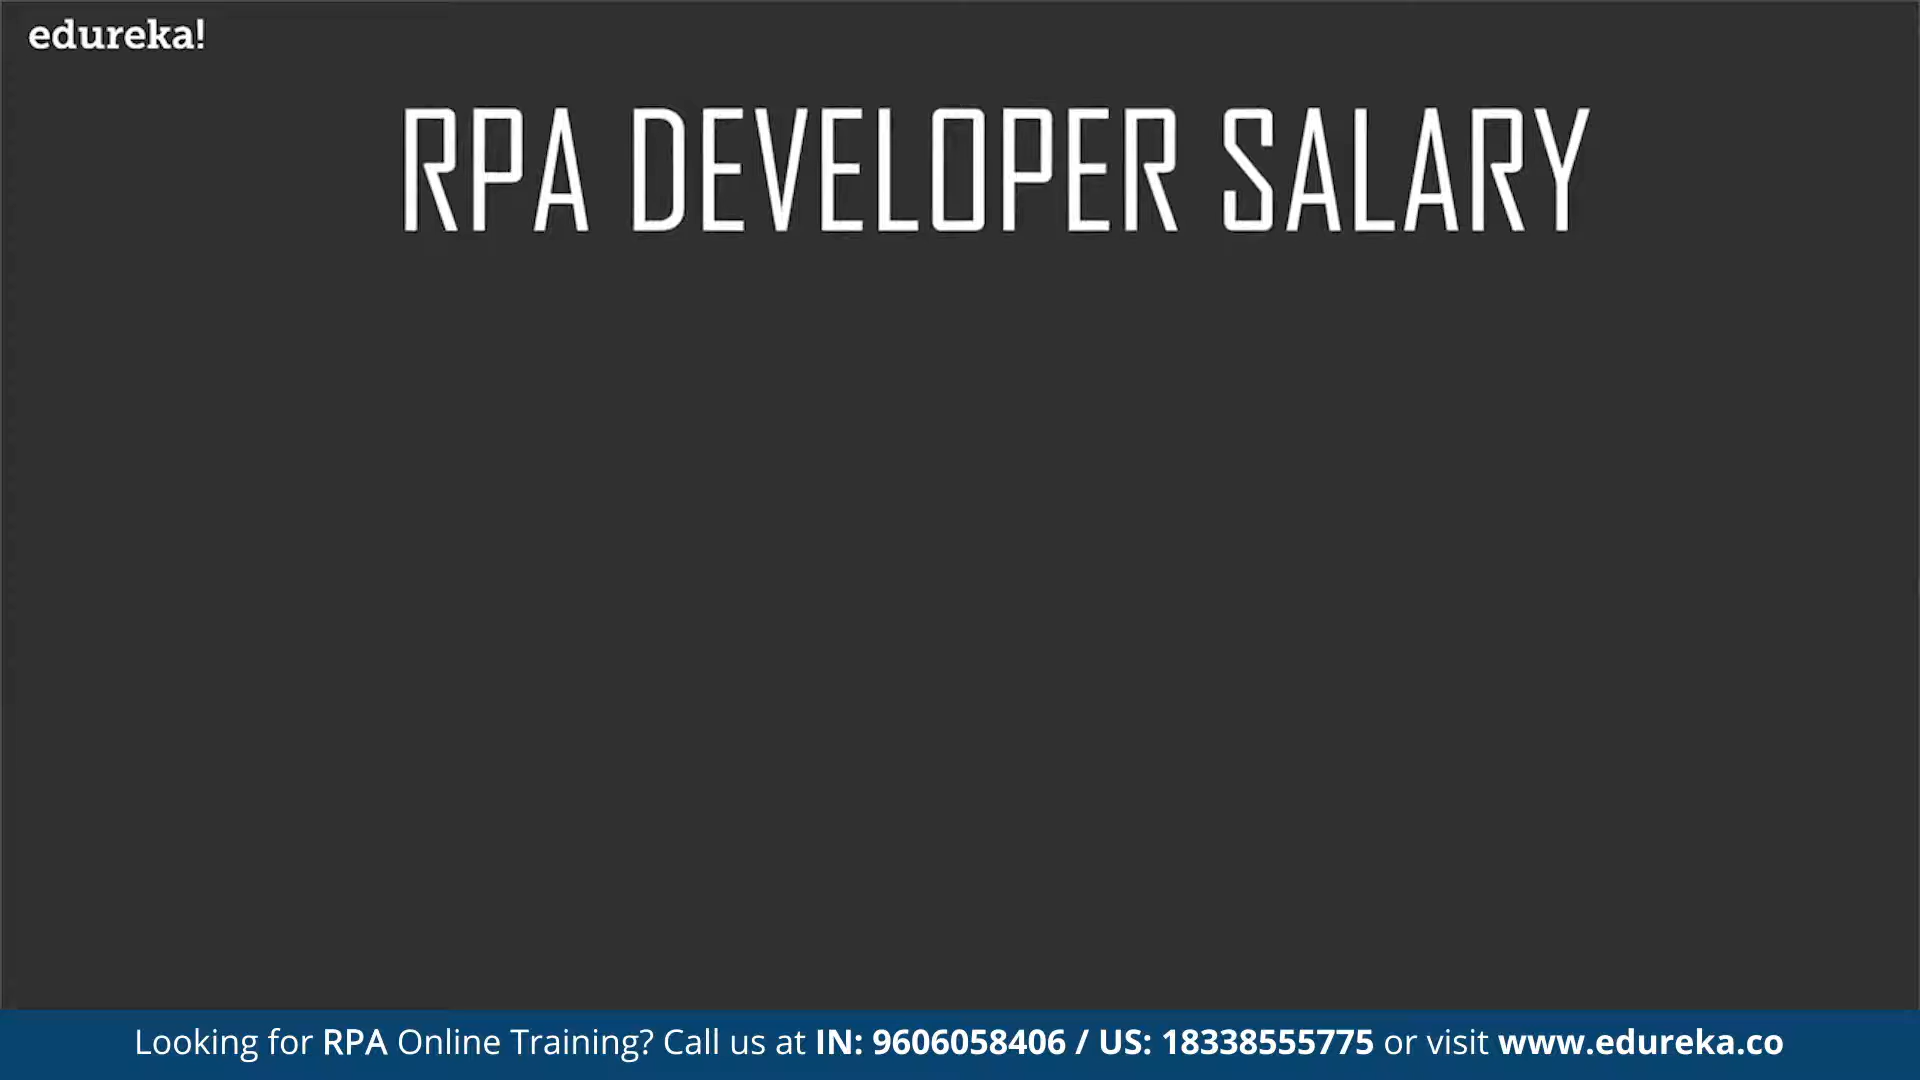 edureka!
RPA DEVELOPER SALARY
Looking for RPA Online Training? Call us at IN: 9606058406 / US: 18338555775 or visit www.edureka.co